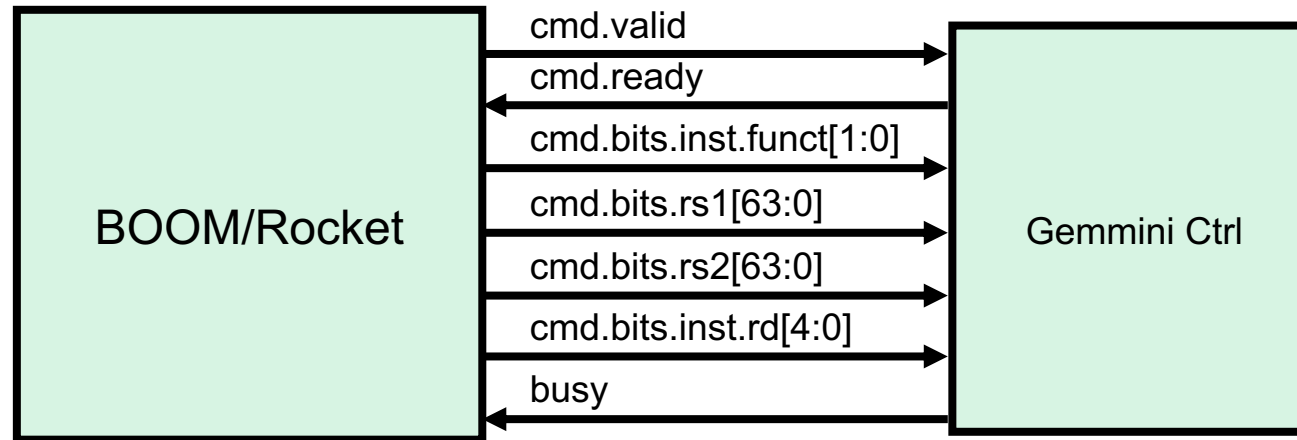 cmd.valid
cmd.ready
cmd.bits.inst.funct[1:0]
cmd.bits.rs1[63:0]
BOOM/Rocket
Gemmini Ctrl
cmd.bits.rs2[63:0]
cmd.bits.inst.rd[4:0]
busy